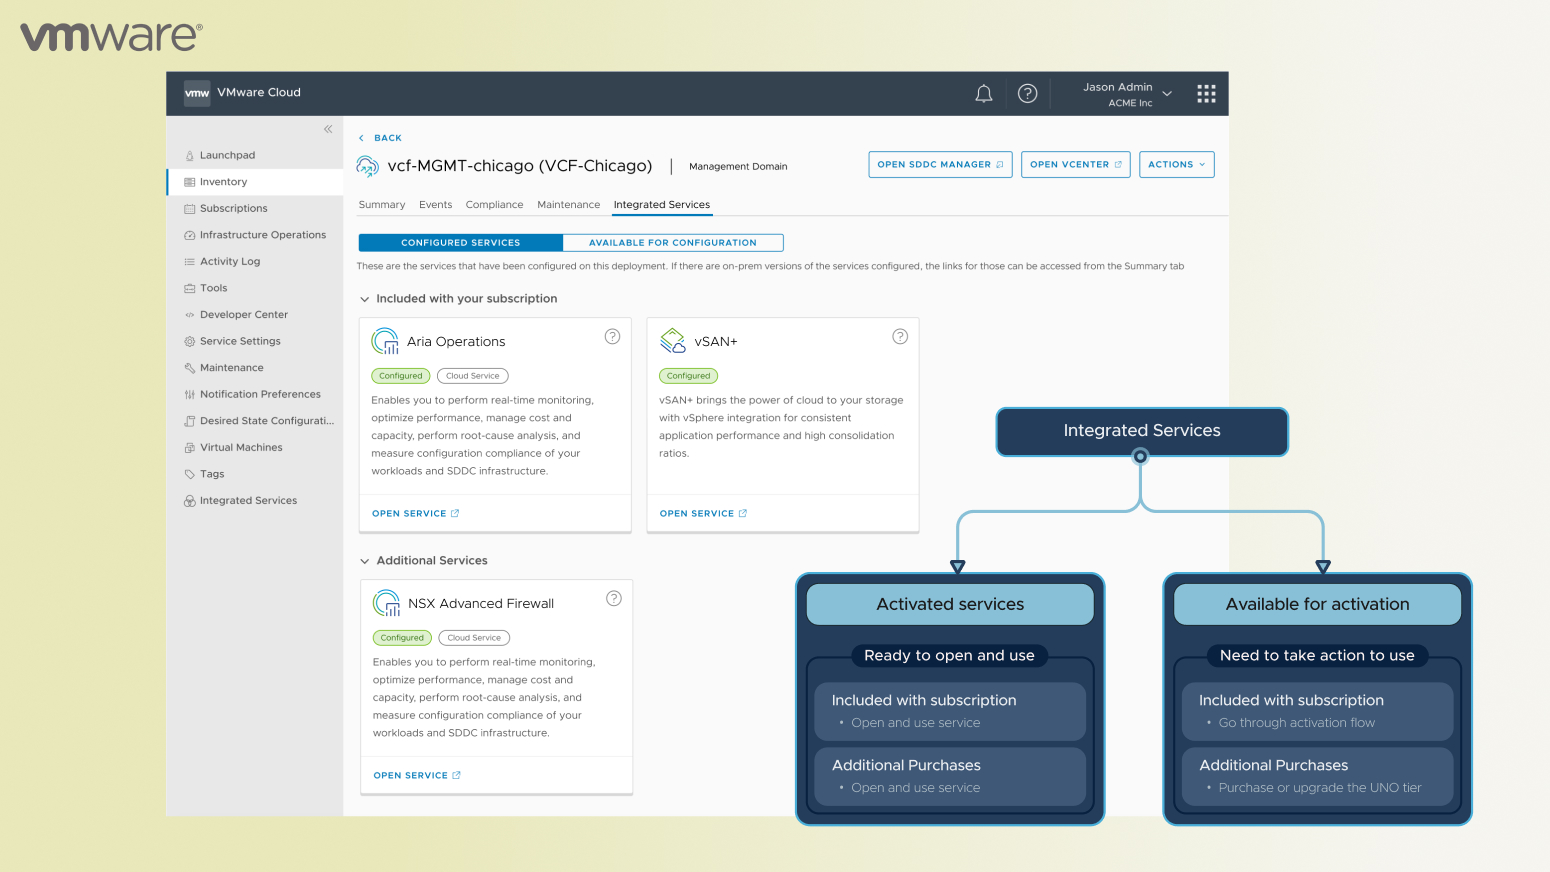 vmware®
vmw VMware Cloud
Jason Admin
ACME Inc
Launchpad
Inventory
Subscriptions
Infrastructure Operations
Activity Log
Tools
Developer Center
Service Settings
Maintenance
Notification Preferences
Desired State Configurati...
Virtual Machines
Tags
Integrated Services
BACK
vcf-MGMT-chicago (VCF-Chicago) | Management Domain
OPEN SDDC MANAGER
OPEN VCENTER
ACTIONS
Summary Events Compliance Maintenance Integrated Services
CONFIGURED SERVICES
AVAILABLE FOR CONFIGURATION
These are the services that have been configured on this deployment. If there are on-prem versions of the services configured, the links for those can be accessed from the Summary tab
Included with your subscription
Aria Operations
?
Configured Cloud Service
Enables you to perform real-time monitoring,
optimize performance, manage cost and
capacity, perform root-cause analysis, and
measure configuration compliance of your
workloads and SDDC infrastructure.
OPEN SERVICE
vSAN+
?
Configured
vSAN+ brings the power of cloud to your storage
with vSphere integration for consistent
application performance and high consolidation
ratios.
OPEN SERVICE
Additional Services
NSX Advanced Firewall
?
Configured Cloud Service
Enables you to perform real-time monitoring,
optimize performance, manage cost and
capacity, perform root-cause analysis, and
measure configuration compliance of your
workloads and SDDC infrastructure.
OPEN SERVICE
Integrated Services
Activated services
Ready to open and use
Included with subscription
• Open and use service
Additional Purchases
• Open and use service
Available for activation
Need to take action to use
Included with subscription
• Go through activation flow
Additional Purchases
• Purchase or upgrade the UNO tier